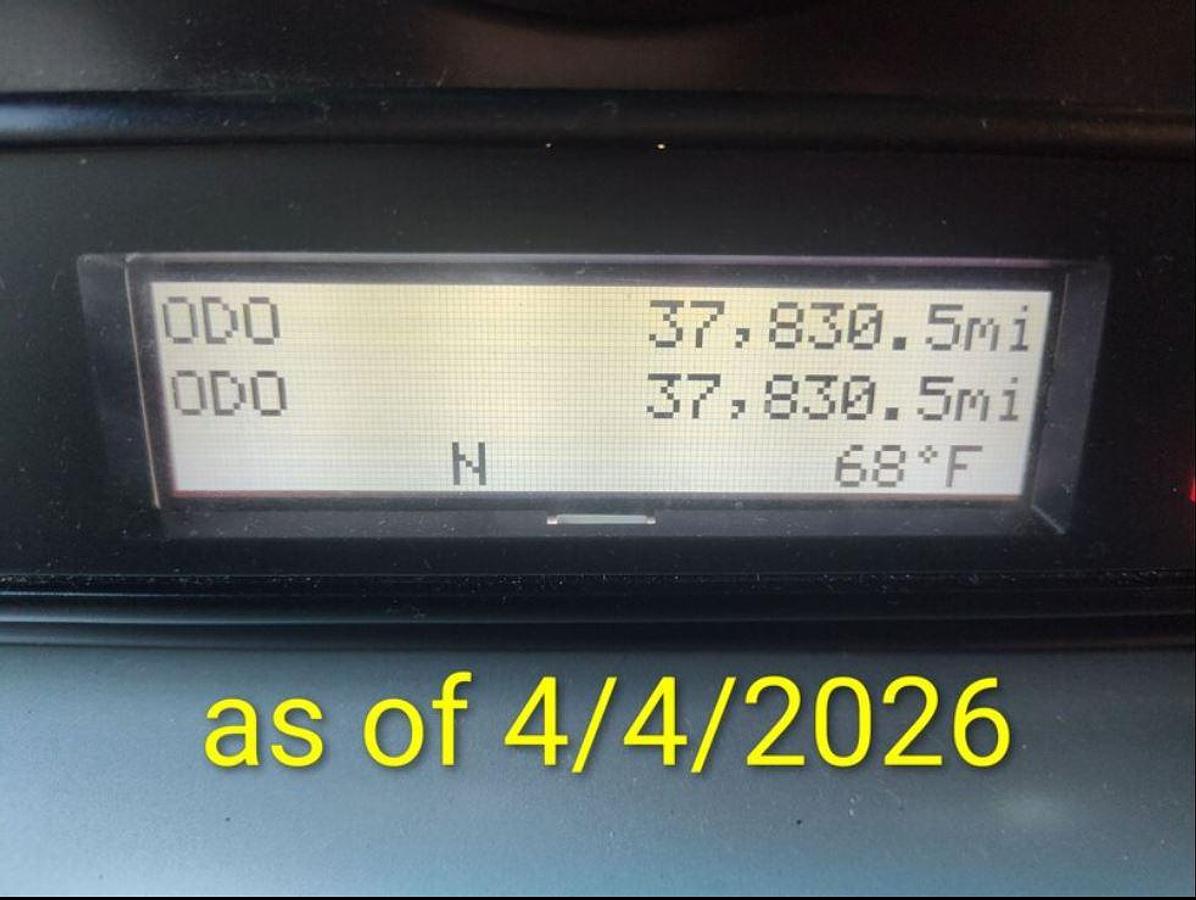 ODO 37,830.5mi
ODO 37,830.5mi
N 68°F
as of 4/4/2026